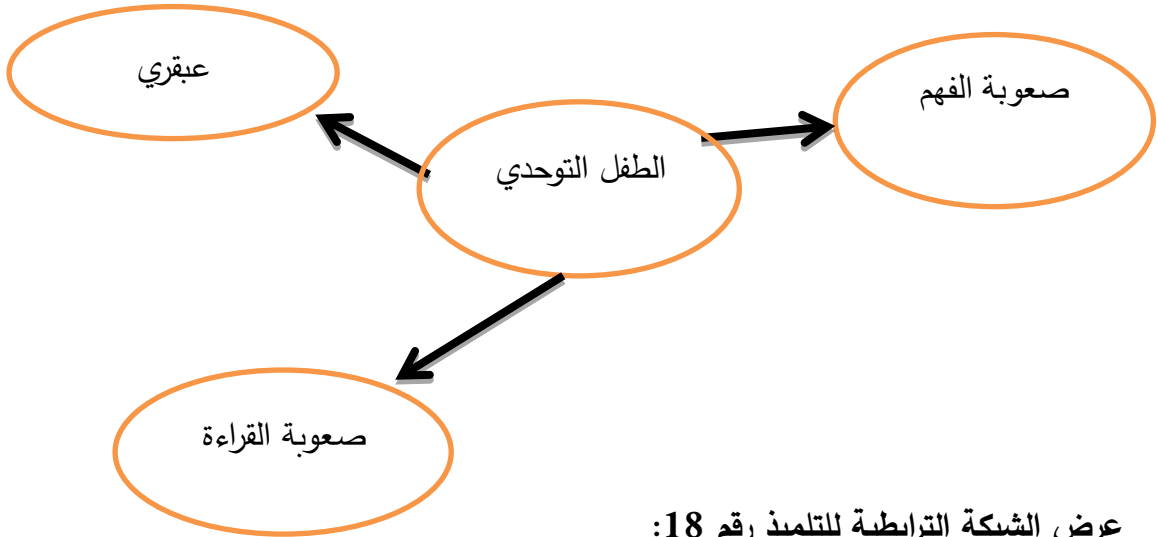 عبقري
صعوبة الفهم
الطفل التوحدي
صعوبة القراءة
عرض الشبكة الترابطية للتلميذ رقم 18: